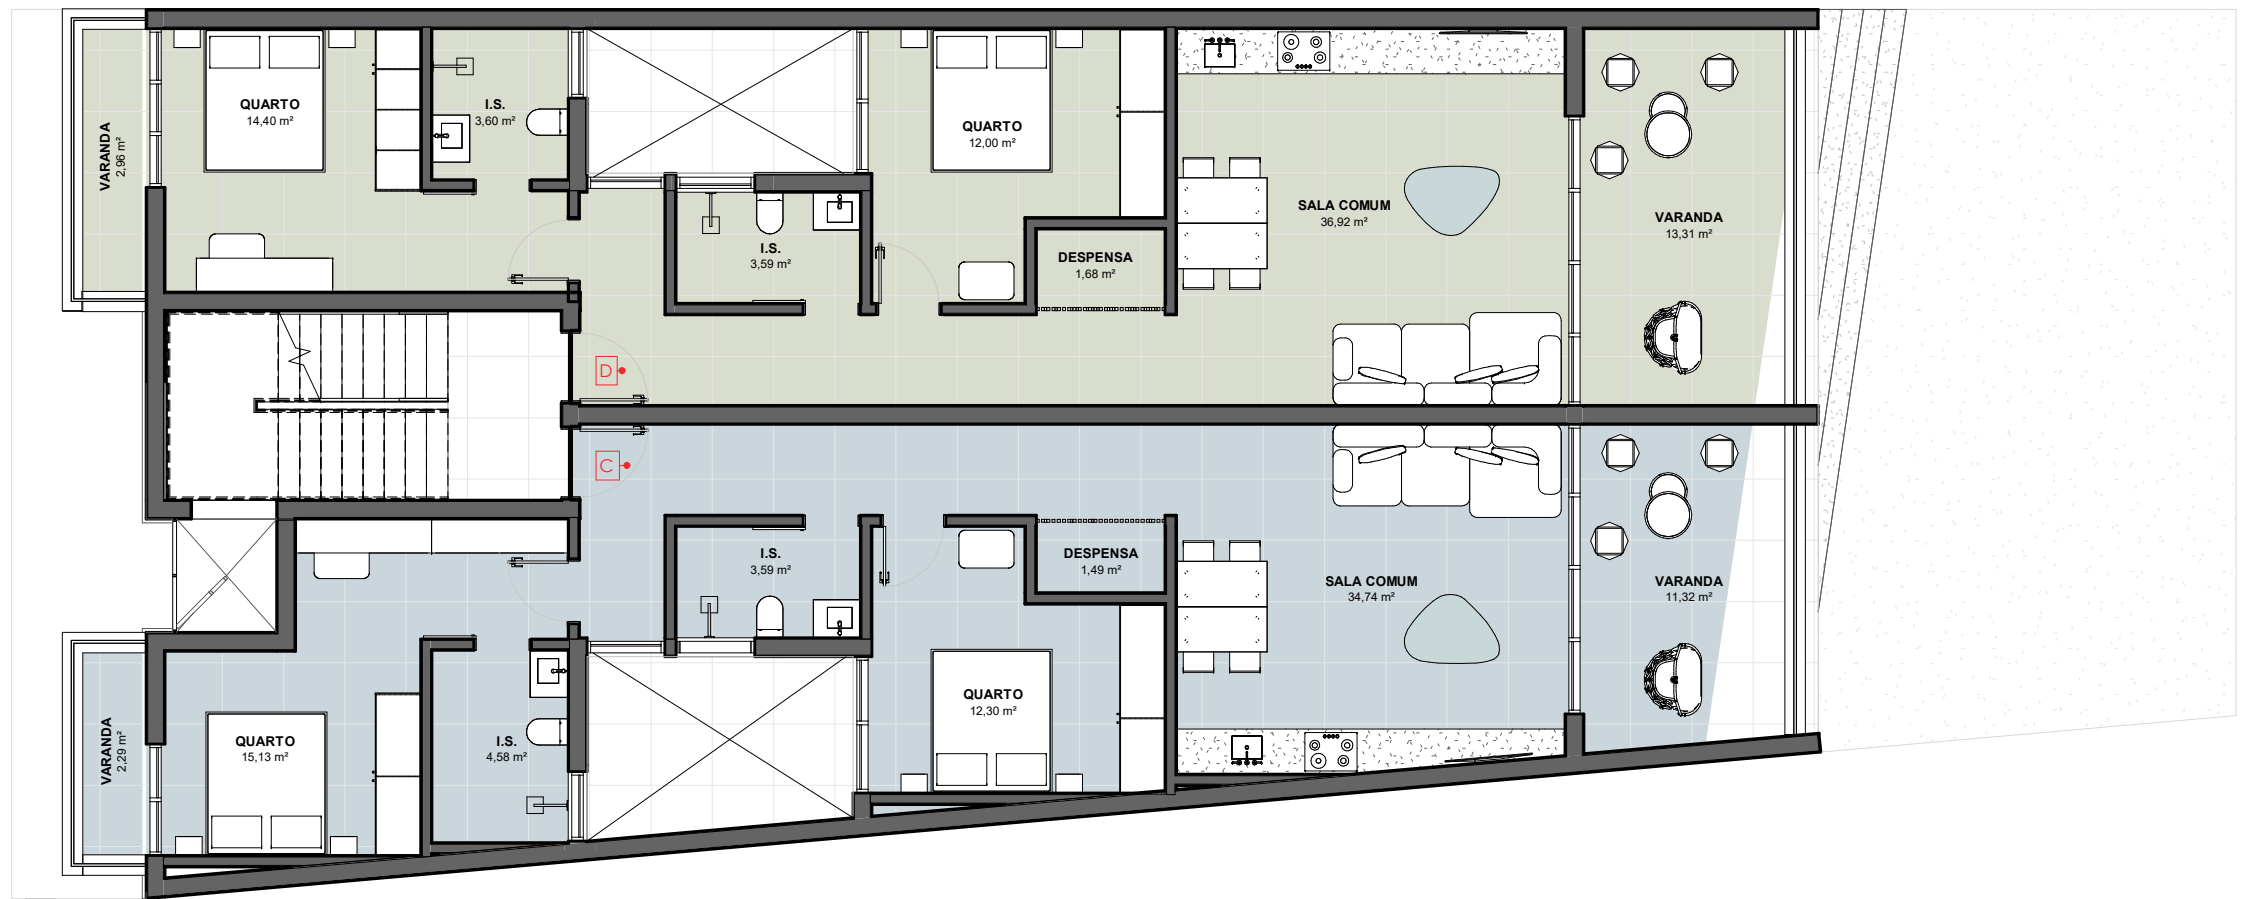 VARANDA
2,96 m²
QUARTO
14,40 m²
I.S.
3,60 m²
QUARTO
12,00 m²
I.S.
3,59 m²
DESPENSA
1,68 m²
SALA COMUM
36,92 m²
VARANDA
13,31 m²
D
C
I.S.
3,59 m²
DESPENSA
1,49 m²
SALA COMUM
34,74 m²
VARANDA
11,32 m²
VARANDA
2,29 m²
QUARTO
15,13 m²
I.S.
4,58 m²
QUARTO
12,30 m²